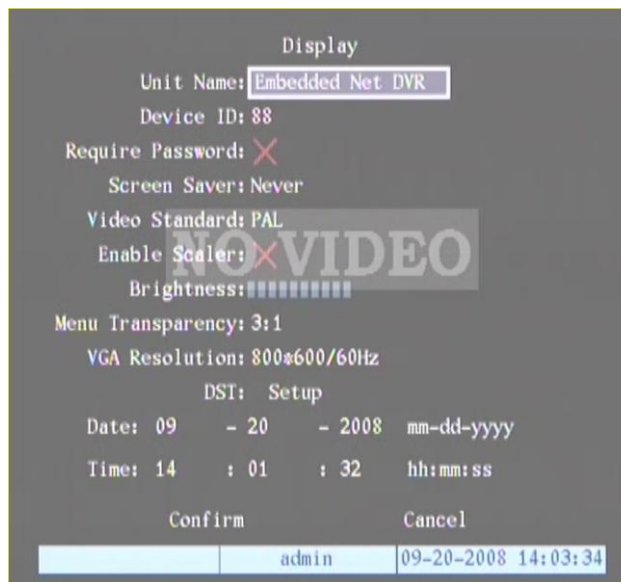 Display
Unit Name: Embedded Net DVR
Device ID: 88
Require Password:
Screen Saver: Never
Video Standard: PAL
NO VIDEO
Enable Scaler:
Brightness:
Menu Transparency: 3:1
VGA Resolution: 800*600/60Hz
DST: Setup
Date: 09 - 20 - 2008 mm-dd-yyyy
Time: 14 : 01 : 32 hh:mm:ss
Confirm Cancel
admin 09-20-2008 14:03:34